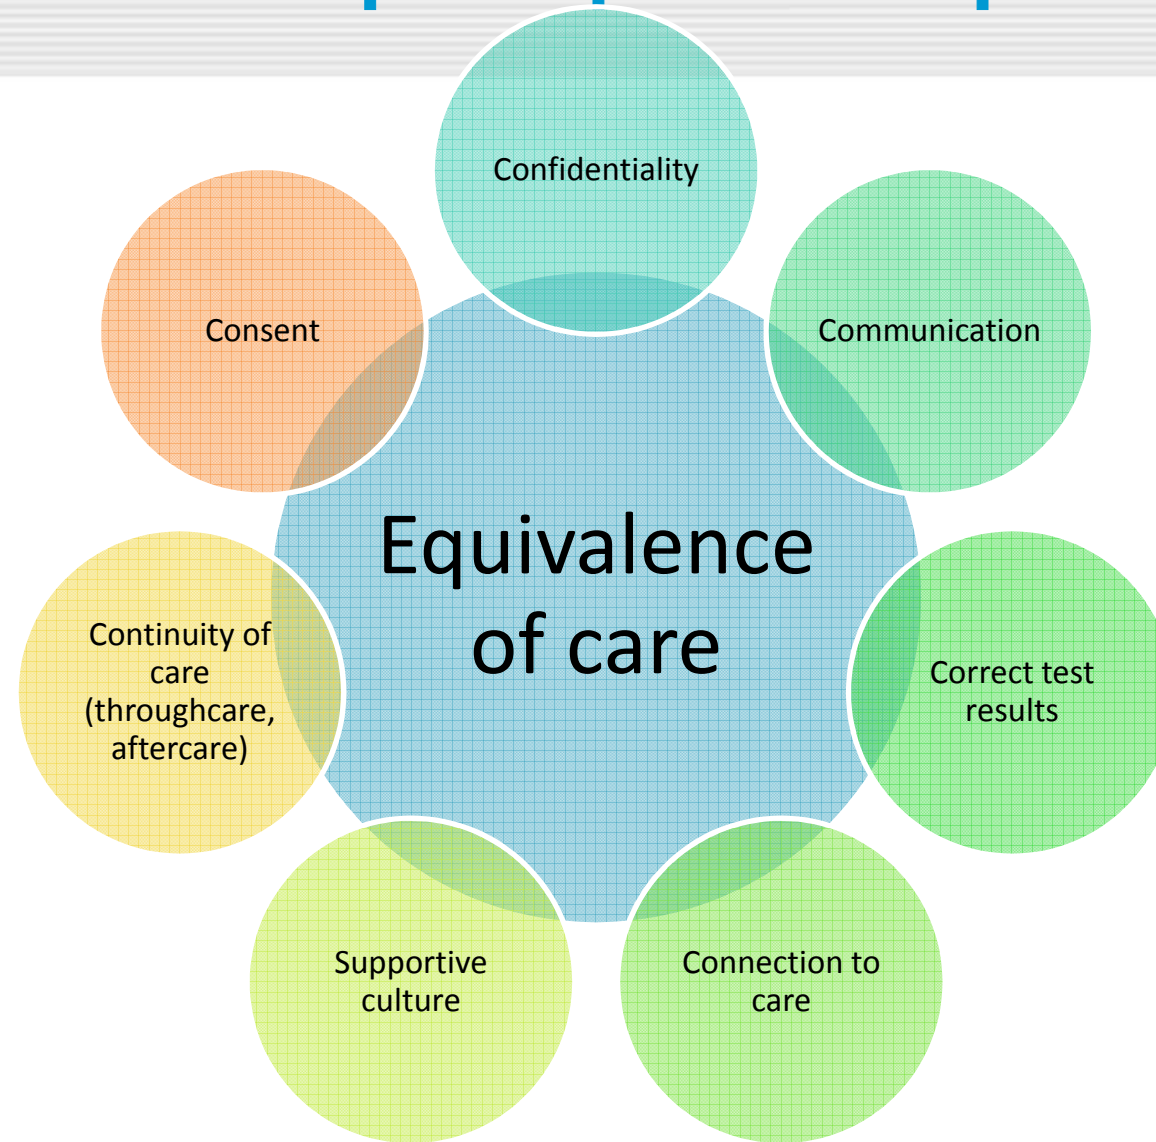 Confidentiality
Communication
Correct test
results
Connection to
care
Supportive
culture
Continuity of
care
(throughcare,
aftercare)
Consent
Equivalence
of care